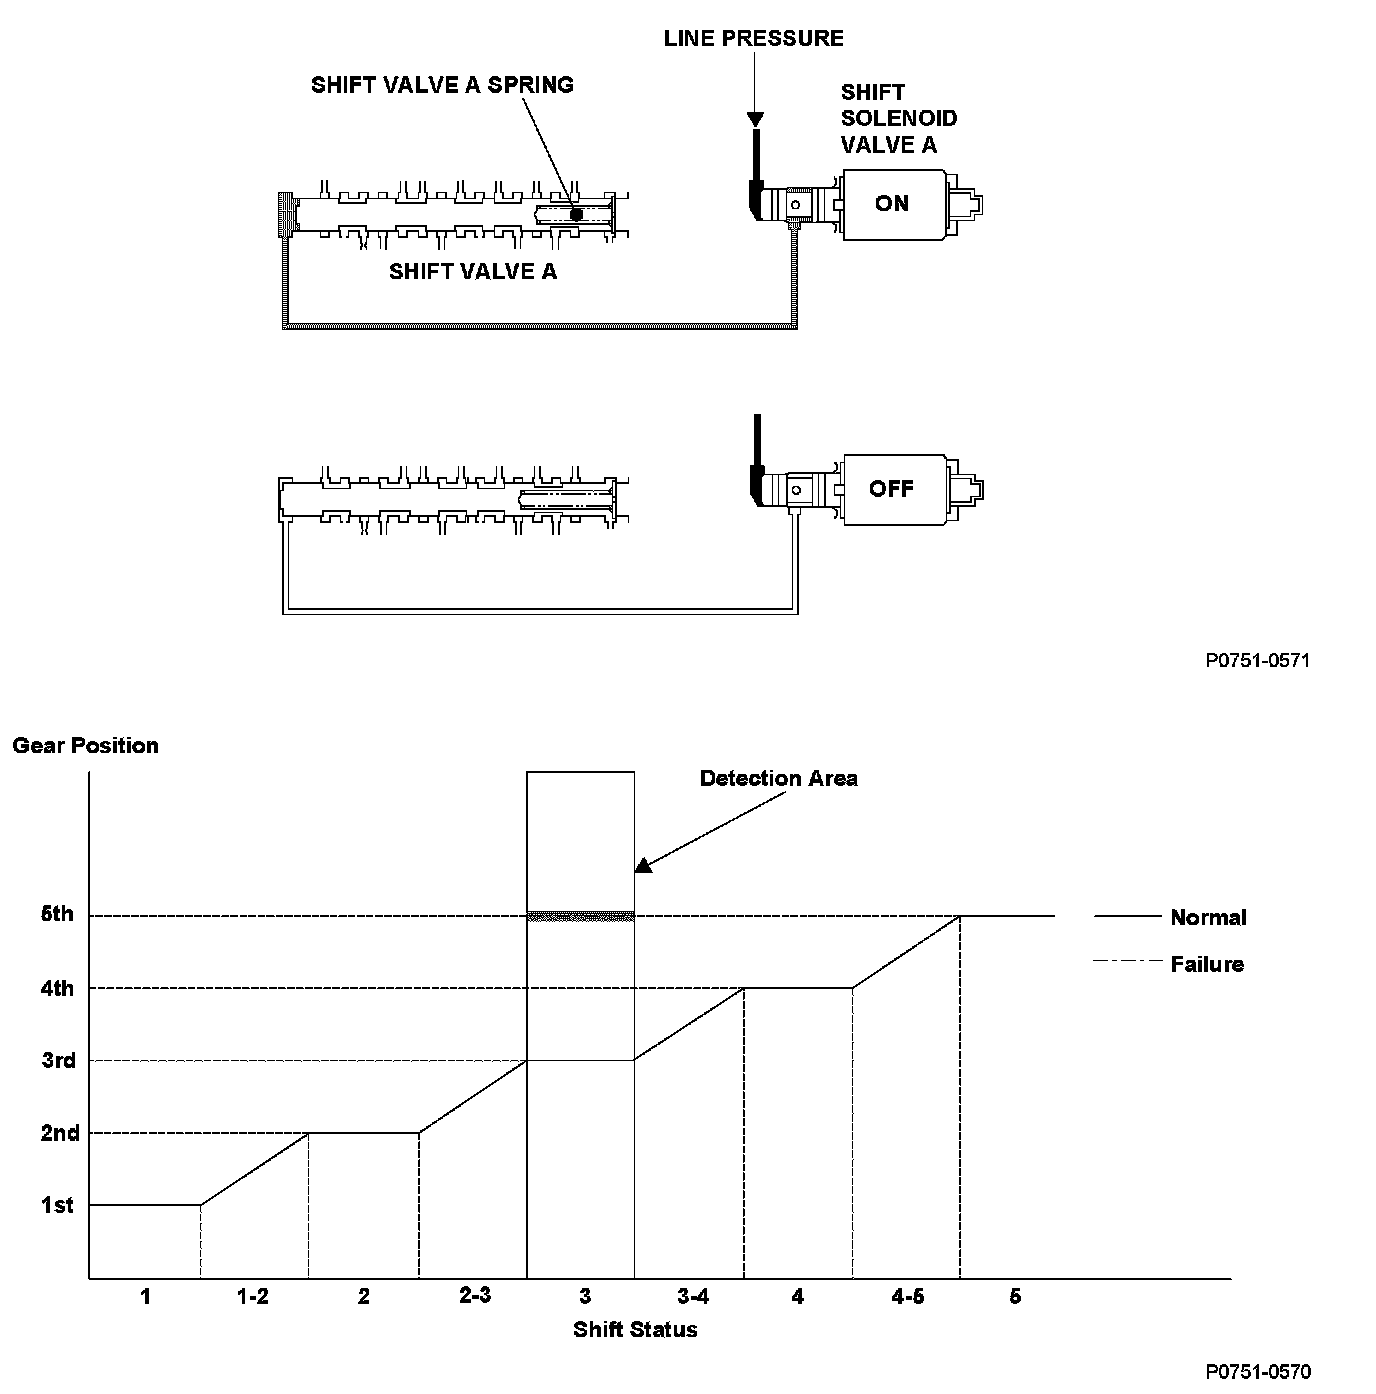 LINE PRESSURE
SHIFT VALVE A SPRING
SHIFT
SOLENOID
VALVE A
ON
SHIFT VALVE A
OFF
P0751-0571
Gear Position
Detection Area
5th
Normal
Failure
4th
3rd
2nd
1st
1 1-2 2 2-3 3 3-4 4 4-5 5
Shift Status
P0751-0570